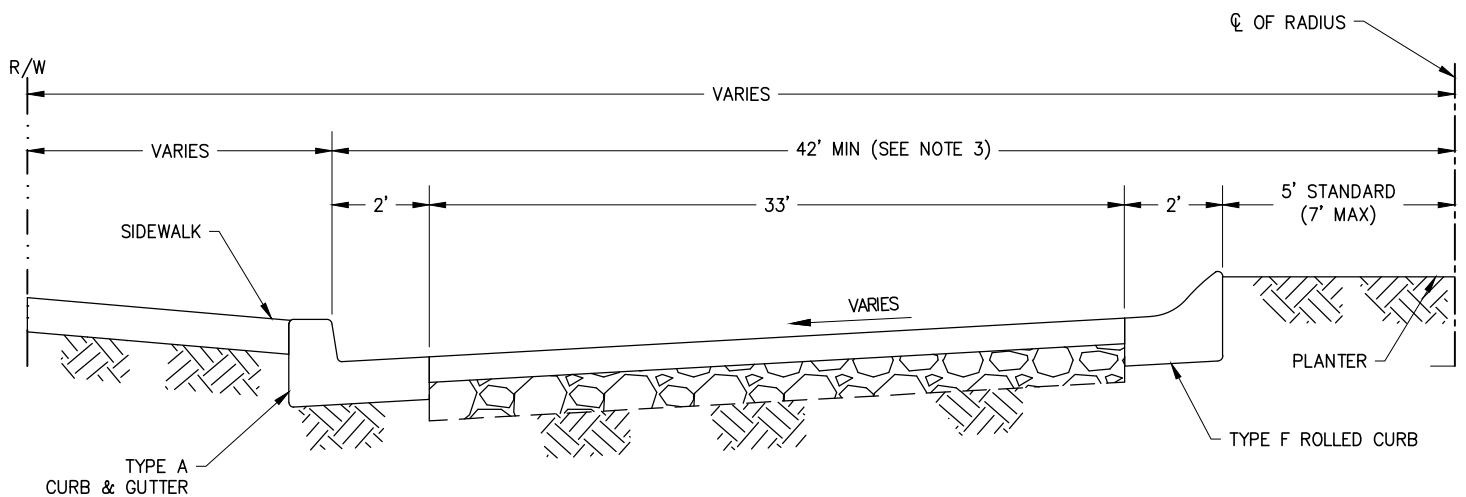 ℄ OF RADIUS
R/W
VARIES
VARIES
42' MIN (SEE NOTE 3)
2'
33'
2'
5' STANDARD
(7' MAX)
SIDEWALK
VARIES
PLANTER
TYPE F ROLLED CURB
TYPE A
CURB & GUTTER